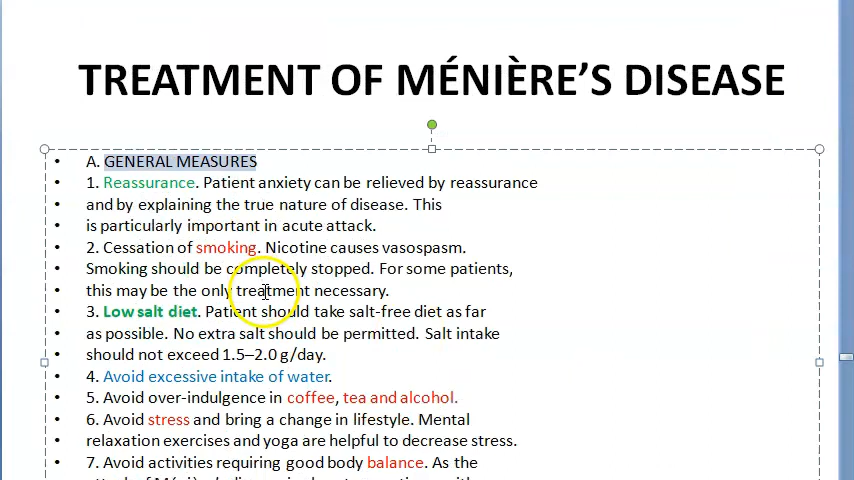 TREATMENT OF MÉNIÈRE'S DISEASE
• A. GENERAL MEASURES
• 1. Reassurance. Patient anxiety can be relieved by reassurance
• and by explaining the true nature of disease. This
• is particularly important in acute attack.
• 2. Cessation of smoking. Nicotine causes vasospasm.
• Smoking should be completely stopped. For some patients,
• this may be the only treatment necessary.
• 3. Low salt diet. Patient should take salt-free diet as far
• as possible. No extra salt should be permitted. Salt intake
• should not exceed 1.5–2.0 g/day.
• 4. Avoid excessive intake of water.
• 5. Avoid over-indulgence in coffee, tea and alcohol.
• 6. Avoid stress and bring a change in lifestyle. Mental
• relaxation exercises and yoga are helpful to decrease stress.
• 7. Avoid activities requiring good body balance. As the